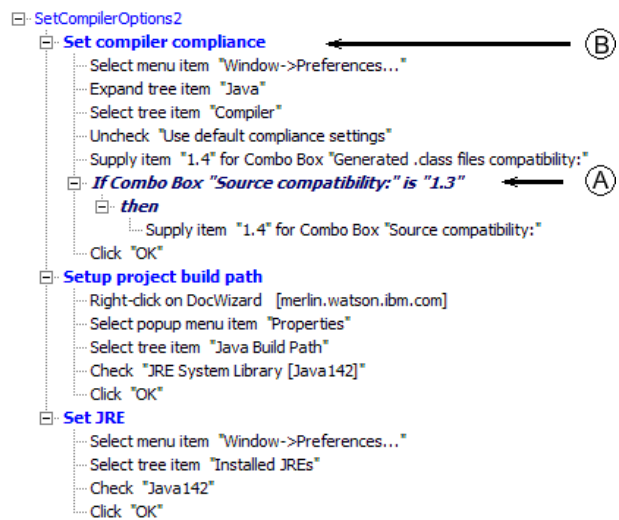 SetCompilerOptions2
Set compiler compliance
B
Select menu item "Window->Preferences..."
Expand tree item "Java"
Select tree item "Compiler"
Uncheck "Use default compliance settings"
Supply item "1.4" for Combo Box "Generated .class files compatibility:"
If Combo Box "Source compatibility:" is "1.3"
A
then
Supply item "1.4" for Combo Box "Source compatibility:"
Click "OK"
Setup project build path
Right-click on DocWizard [merlin.watson.ibm.com]
Select popup menu item "Properties"
Select tree item "Java Build Path"
Check "JRE System Library [Java142]"
Click "OK"
Set JRE
Select menu item "Window->Preferences..."
Select tree item "Installed JREs"
Check "Java142"
Click "OK"